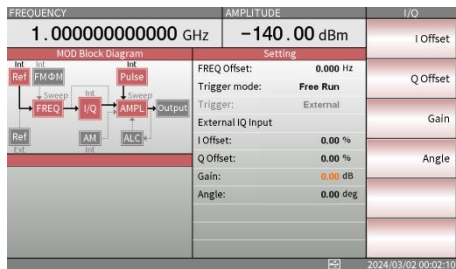 FREQUENCY
AMPLITUDE
I/O
1.000000000000 GHz
-140.00 dBm
I Offset
MOD Block Diagram
Setting
Int Int Int
Ref FMΦM Pulse
FREQ Offset: 0.000 Hz
Q Offset
Trigger mode: Free Run
Sweep Int Sweep
FREQ I/Q AMPL Output
Trigger: External
Gain
External IQ Input
Ref AM ALC
I Offset: 0.00 %
Ext Int
Q Offset: 0.00 %
Angle
Gain: 0.00 dB
Angle: 0.00 deg
2024/03/02 00:02:10